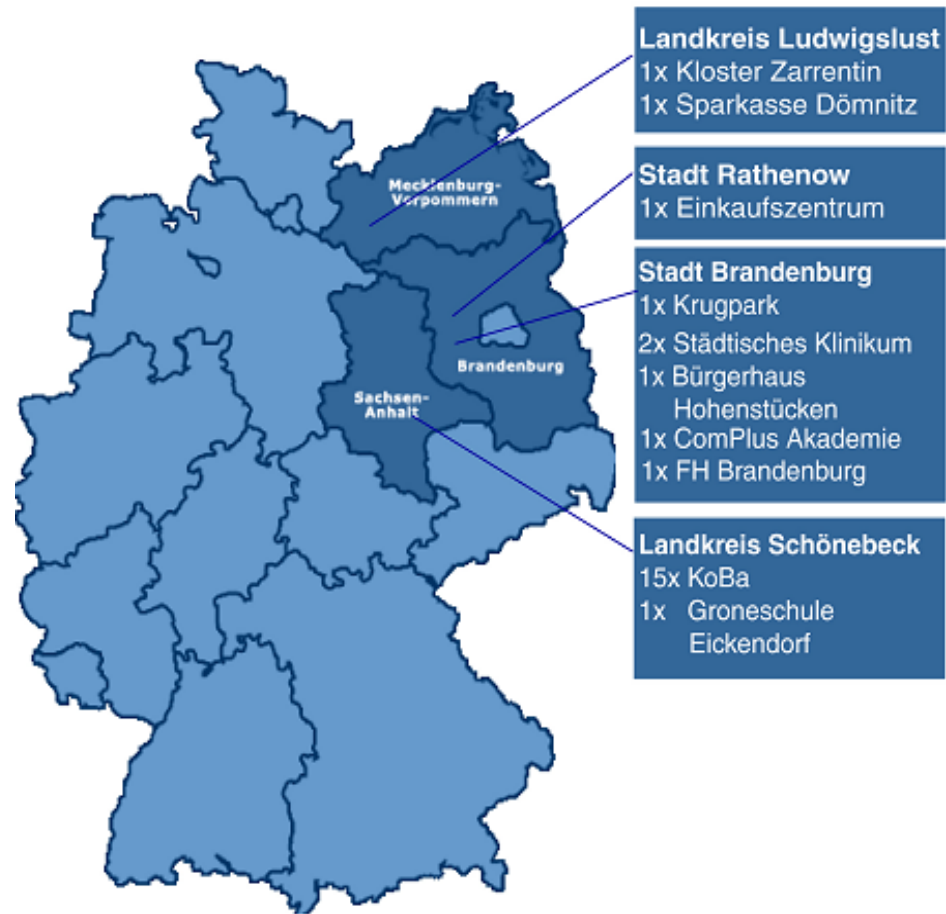 Landkreis Ludwigslust
1x Kloster Zarrentin
1x Sparkasse Dömnitz
Stadt Rathenow
1x Einkaufszentrum
Stadt Brandenburg
1x Krugpark
2x Städtisches Klinikum
1x Bürgerhaus
Hohenstücken
1x ComPlus Akademie
1x FH Brandenburg
Landkreis Schönebeck
15x KoBa
1x Groneschule
Eickendorf
Mecklenburg-
Vorpommern
Brandenburg
Sachsen-
Anhalt